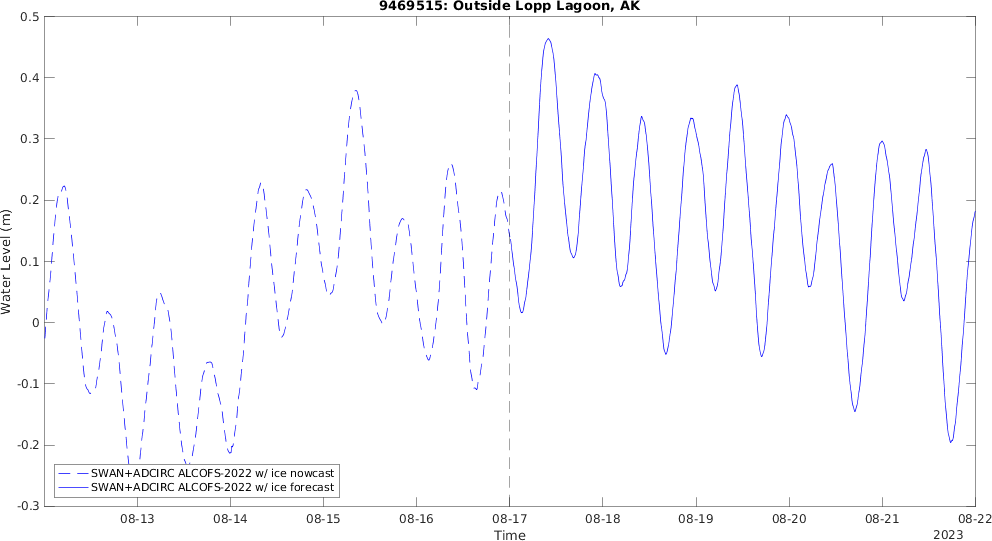 9469515: Outside Lopp Lagoon, AK
Water Level (m)
0.5
0.4
0.3
0.2
0.1
0
-0.1
-0.2
-0.3
SWAN+ADCIRC ALCOFS-2022 w/ ice nowcast
SWAN+ADCIRC ALCOFS-2022 w/ ice forecast
08-13 08-14 08-15 08-16 08-17 08-18 08-19 08-20 08-21 08-22
Time
2023